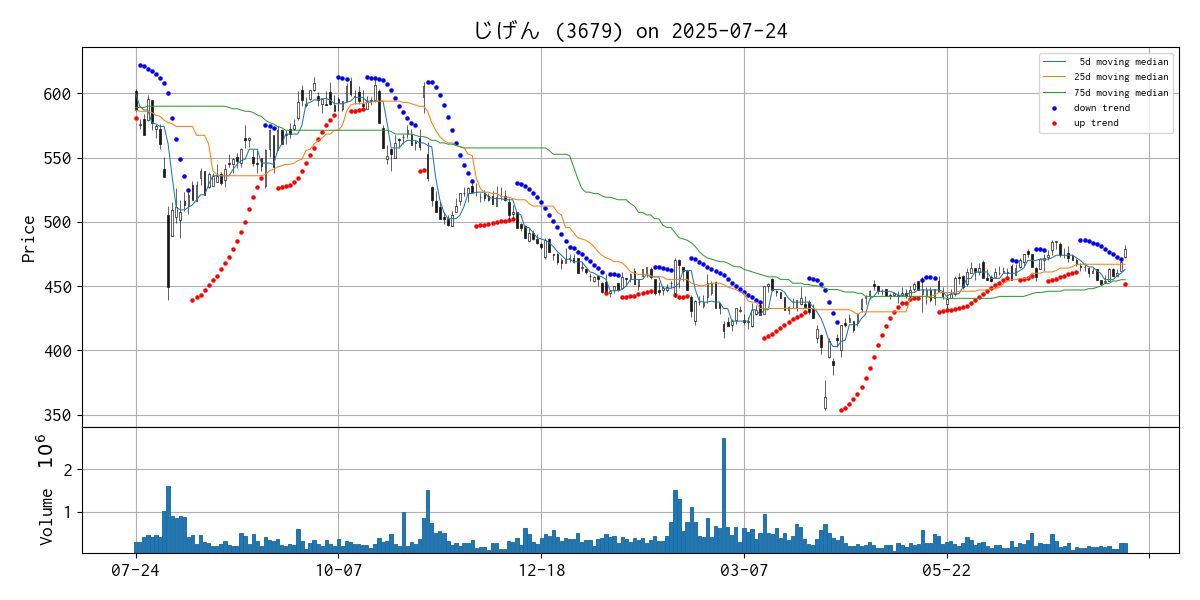 じげん (3679) on 2025-07-24
5d moving median
25d moving median
75d moving median
down trend
up trend
Price
600
550
500
450
400
350
Volume 10^6
2
1
07-24
10-07
12-18
03-07
05-22